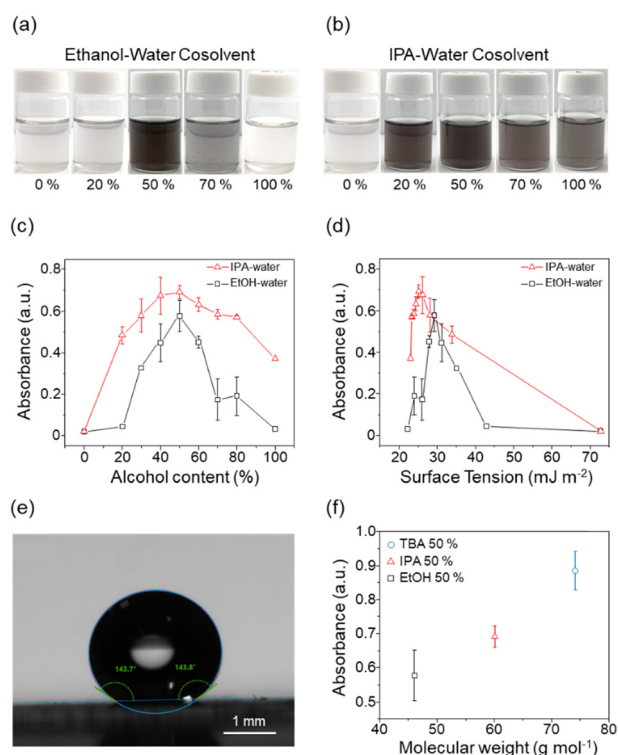 (a)
Ethanol-Water Cosolvent
0 %
20 %
50 %
70 %
100 %
(b)
IPA-Water Cosolvent
0 %
20 %
50 %
70 %
100 %
(c)
0.8
0.6
0.4
0.2
0
Absorbance (a.u.)
IPA-water
EtOH-water
0
20
40
60
80
100
Alcohol content (%)
(d)
0.8
0.6
0.4
0.2
0
Absorbance (a.u.)
IPA-water
EtOH-water
20
30
40
50
60
70
Surface Tension (mJ m-2)
(e)
143.7°
143.8°
1 mm
(f)
1.0
0.9
0.8
0.7
0.6
0.5
Absorbance (a.u.)
TBA 50 %
IPA 50 %
EtOH 50 %
40
50
60
70
80
Molecular weight (g mol-1)